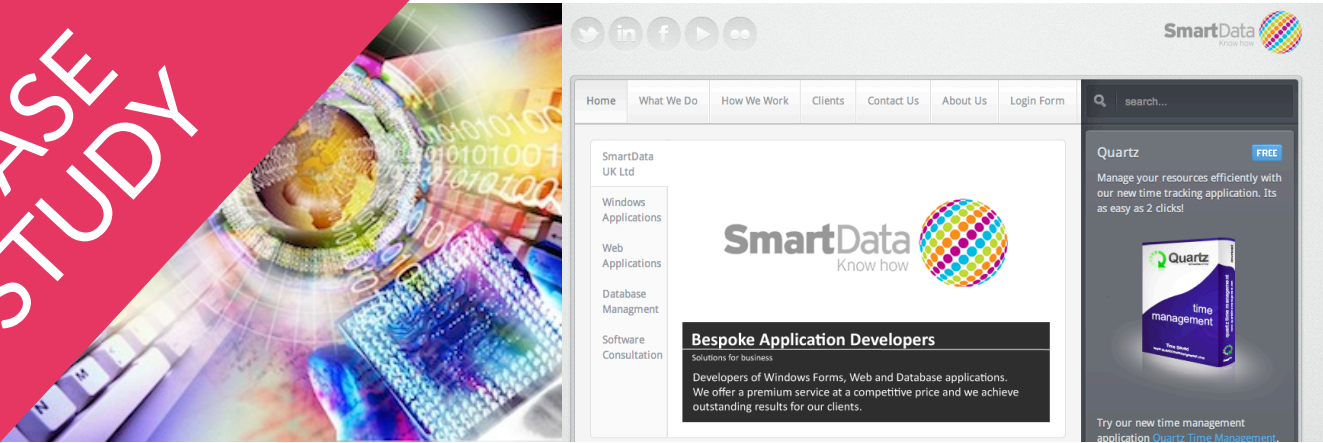 ASE
STUDY
SmartData
Know how
Home
What We Do
How We Work
Clients
Contact Us
About Us
Login Form
search...
SmartData
UK Ltd
Windows
Applications
Web
Applications
Database
Managment
Software
Consultation
SmartData
Know how
Bespoke Application Developers
Solutions for business
Developers of Windows Forms, Web and Database applications.
We offer a premium service at a competitive price and we achieve
outstanding results for our clients.
Quartz
FREE
Manage your resources efficiently with
our new time tracking application. Its
as easy as 2 clicks!
Quartz
time
management
Try our new time management
application Quartz Time Management.